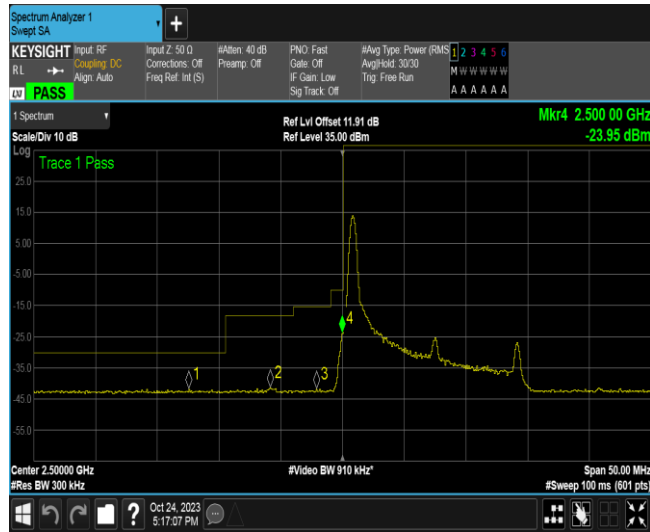 Spectrum Analyzer 1
Swept SA
+
KEYSIGHT
Input: RF
Coupling: DC
Align: Auto
RL
LXI
PASS
Input Z: 50 Ω
Corrections: Off
Freq Ref: Int (S)
#Atten: 40 dB
Preamp: Off
PNO: Fast
Gate: Off
IF Gain: Low
Sig Track: Off
#Avg Type: Power (RMS
Avg|Hold: 30/30
Trig: Free Run
1 2 3 4 5 6
M W W W W W
A A A A A A
1 Spectrum
Scale/Div 10 dB
Ref Lvl Offset 11.91 dB
Ref Level 35.00 dBm
Mkr4 2.500 00 GHz
-23.95 dBm
Log
Trace 1 Pass
25.0
15.0
5.00
-5.00
-15.0
-25.0
-35.0
-45.0
-55.0
1
2
3
4
Center 2.50000 GHz
#Res BW 300 kHz
#Video BW 910 kHz*
Span 50.00 MHz
#Sweep 100 ms (601 pts)
?
Oct 24, 2023
5:17:07 PM